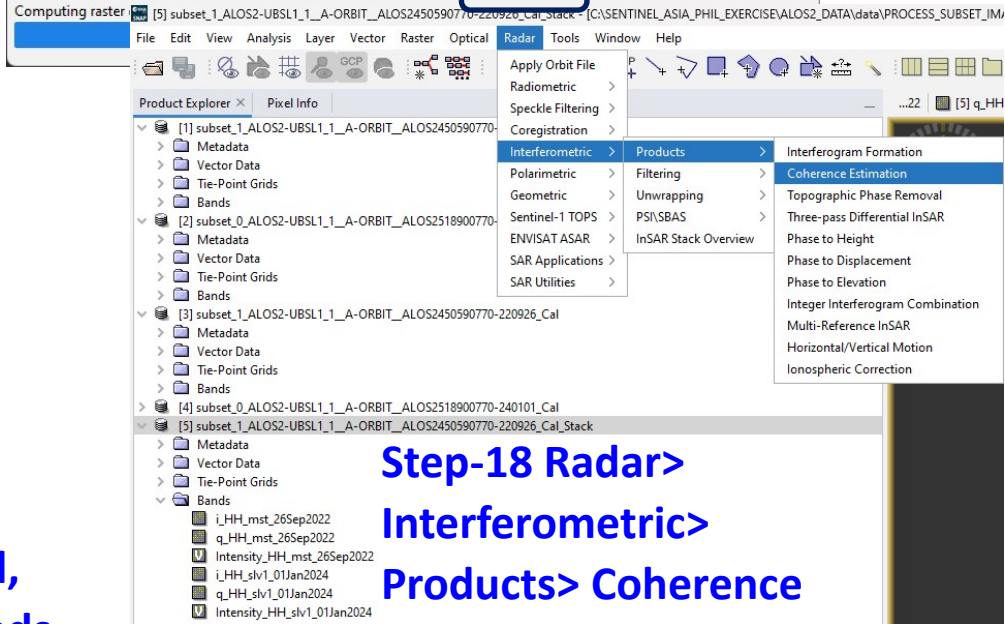 Computing raster
[5] subset_1_ALOS2-UBSL1_1__A-ORBIT__ALOS2450590770-220926_Cal_Stack - [C:\SENTINEL_ASIA_PHIL_EXERCISE\ALOS2_DATA\data\PROCESS_SUBSET_IMA
File Edit View Analysis Layer Vector Raster Optical Radar Tools Window Help
GCP
Product Explorer × Pixel Info
...22 [5] q_HH
Apply Orbit File
Radiometric >
Speckle Filtering >
Coregistration >
Interferometric >
Polarimetric >
Geometric >
Sentinel-1 TOPS >
ENVISAT ASAR >
SAR Applications >
SAR Utilities >
Products >
Filtering >
Unwrapping >
PSI\SBAS >
InSAR Stack Overview
Interferogram Formation
Coherence Estimation
Topographic Phase Removal
Three-pass Differential InSAR
Phase to Height
Phase to Displacement
Phase to Elevation
Integer Interferogram Combination
Multi-Reference InSAR
Horizontal/Vertical Motion
Ionospheric Correction
[1] subset_1_ALOS2-UBSL1_1__A-ORBIT__ALOS2450590770-
Metadata
Vector Data
Tie-Point Grids
Bands
[2] subset_0_ALOS2-UBSL1_1__A-ORBIT__ALOS2518900770-
Metadata
Vector Data
Tie-Point Grids
Bands
[3] subset_1_ALOS2-UBSL1_1__A-ORBIT__ALOS2450590770-220926_Cal
Metadata
Vector Data
Tie-Point Grids
Bands
[4] subset_0_ALOS2-UBSL1_1__A-ORBIT__ALOS2518900770-240101_Cal
[5] subset_1_ALOS2-UBSL1_1__A-ORBIT__ALOS2450590770-220926_Cal_Stack
Metadata
Vector Data
Tie-Point Grids
Bands
i_HH_mst_26Sep2022
q_HH_mst_26Sep2022
Intensity_HH_mst_26Sep2022
i_HH_slv1_01Jan2024
q_HH_slv1_01Jan2024
Intensity_HH_slv1_01Jan2024
Step-18 Radar>
Interferometric>
Products> Coherence